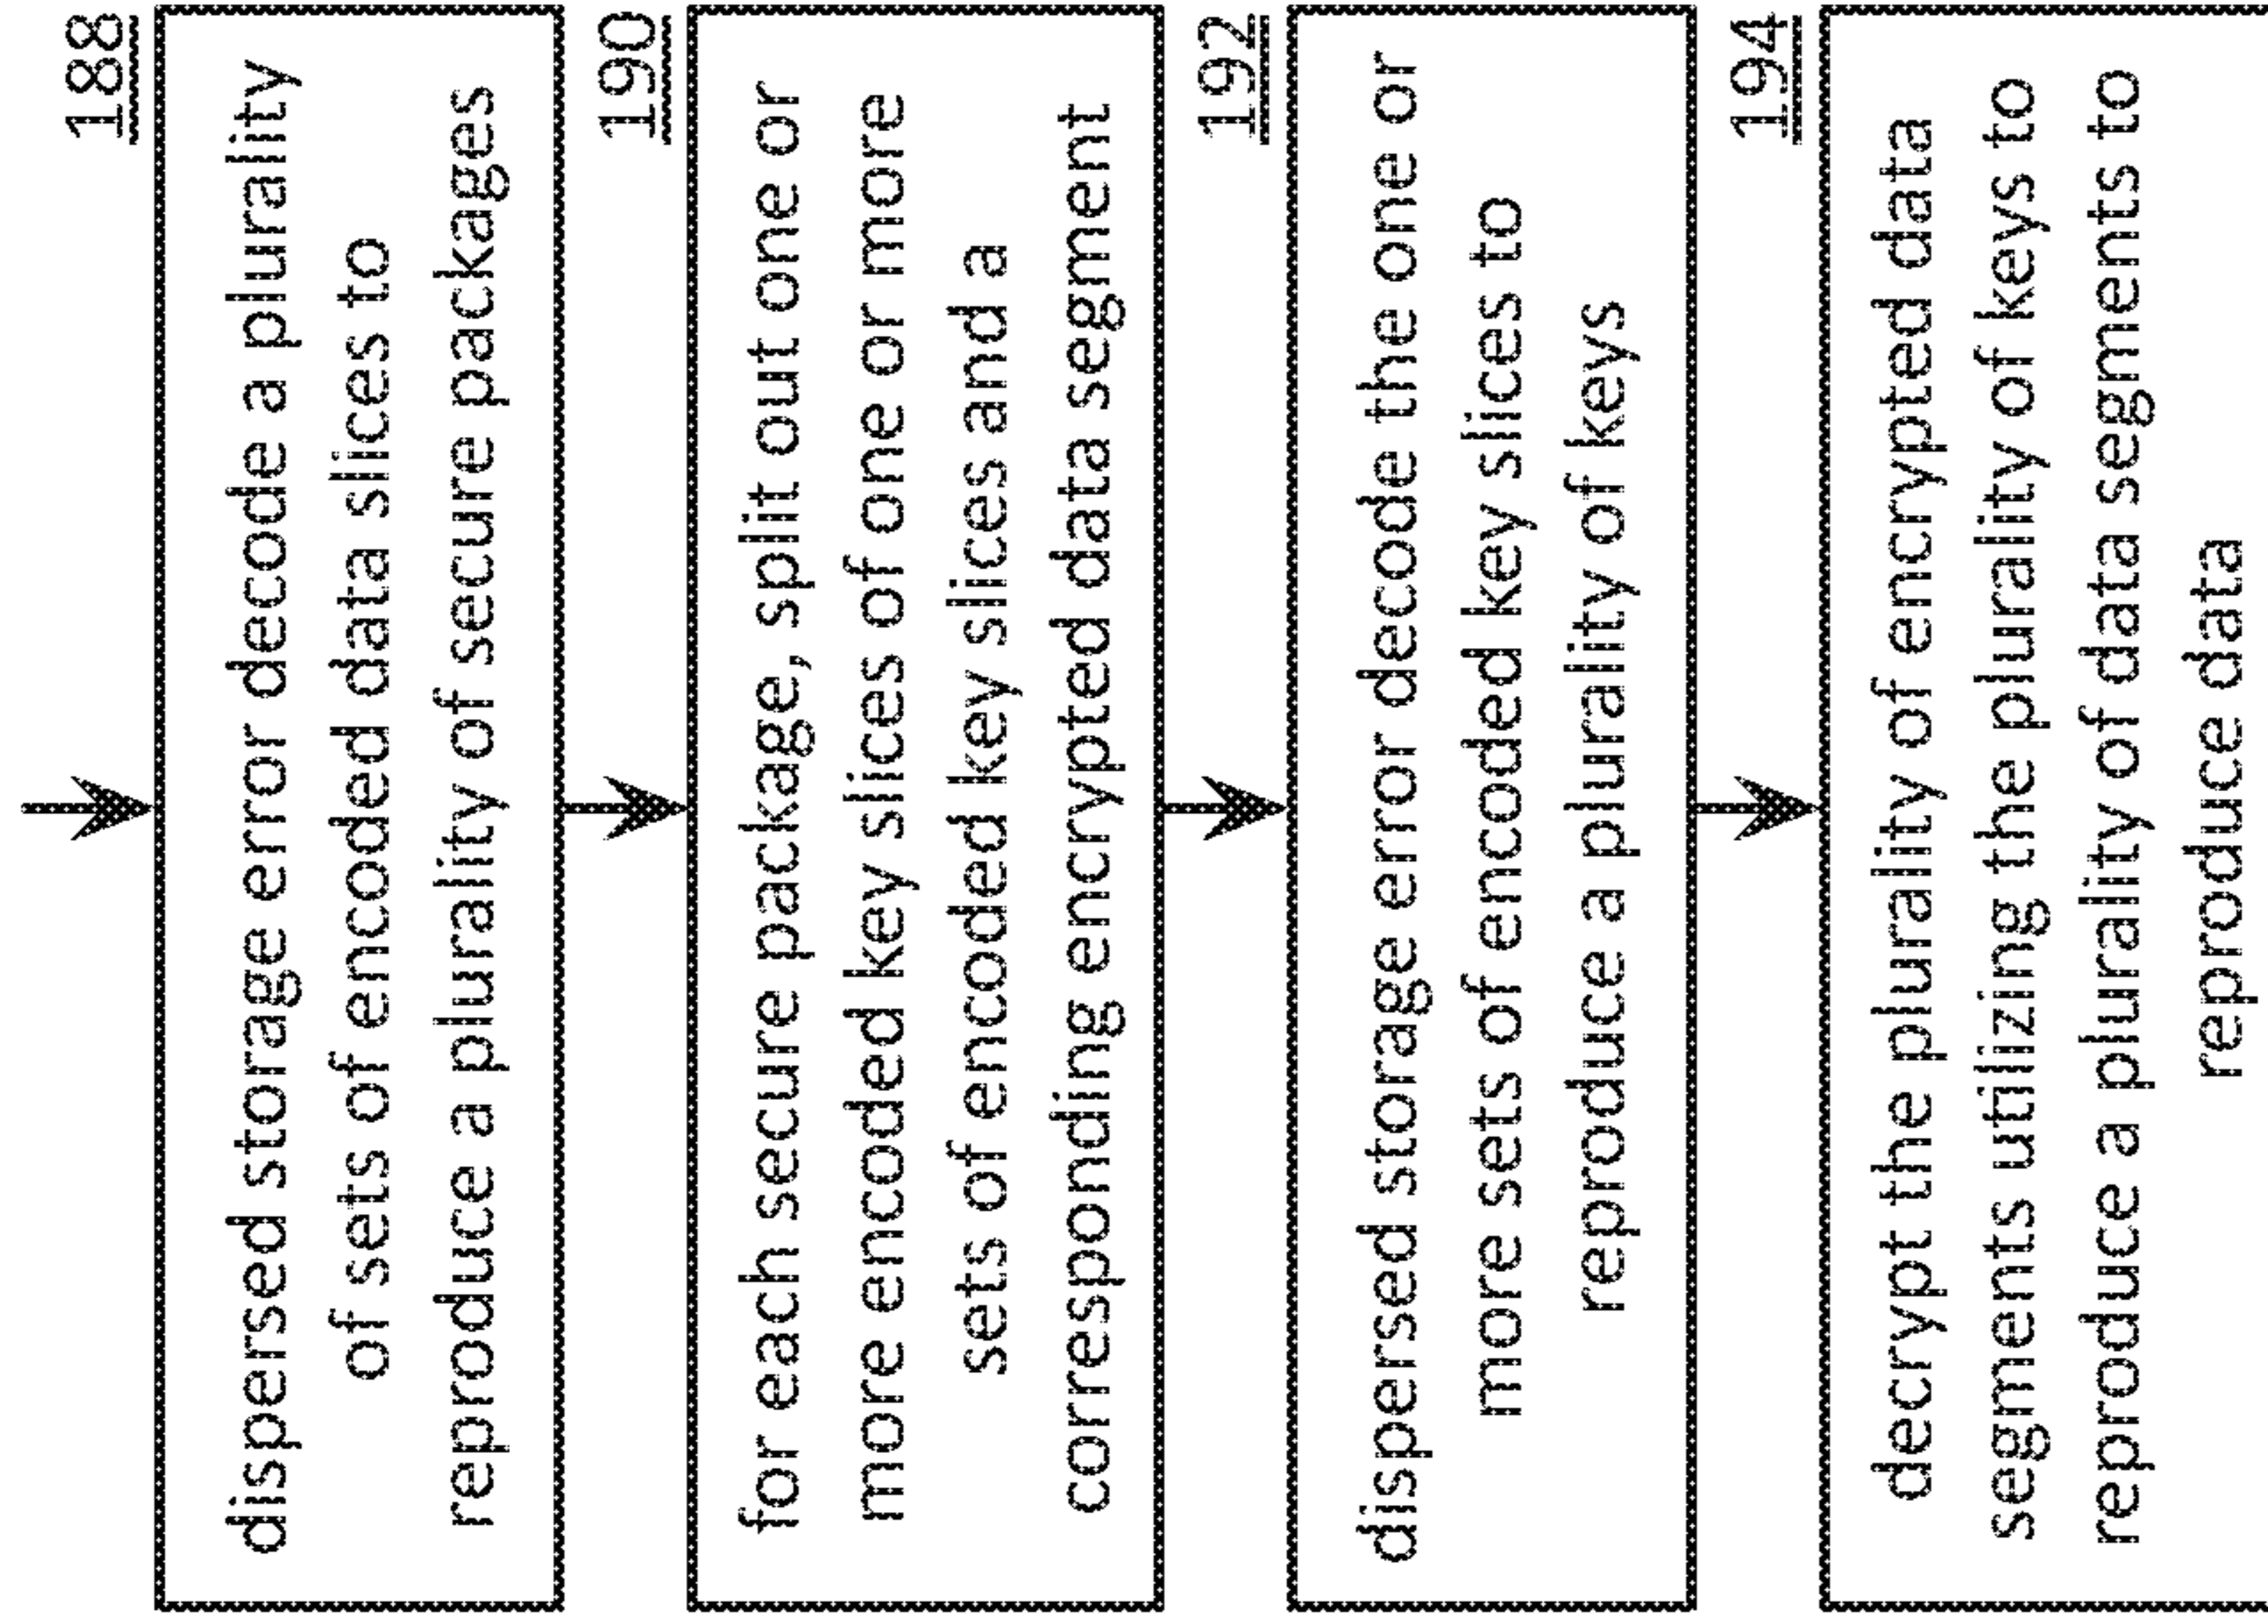 188
dispersed storage error decode a plurality
of sets of encoded data slices to
reproduce a plurality of secure packages
190
for each secure package, split out one or
more encoded key slices of one or more
sets of encoded key slices and a
corresponding encrypted data segment
192
dispersed storage error decode the one or
more sets of encoded key slices to
reproduce a plurality of keys
194
decrypt the plurality of encrypted data
segments utilizing the plurality of keys to
reproduce a plurality of data segments to
reproduce data